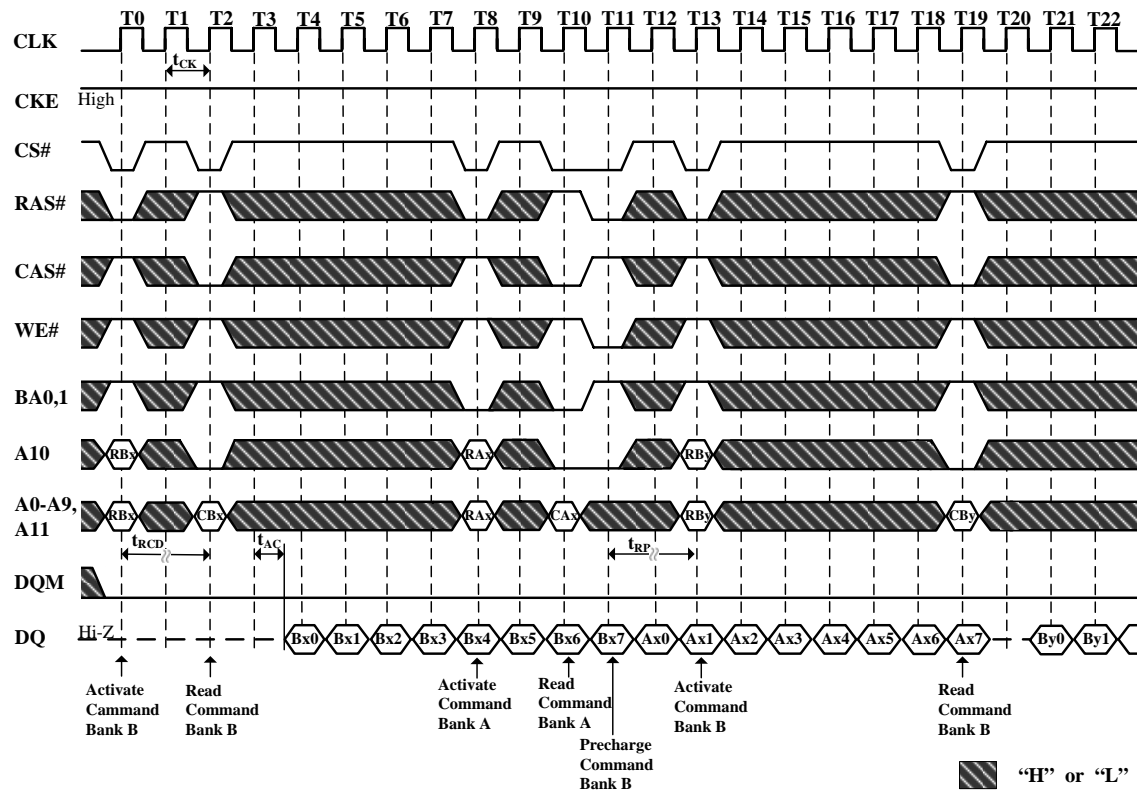 T0 T1 T2 T3 T4 T5 T6 T7 T8 T9 T10 T11 T12 T13 T14 T15 T16 T17 T18 T19 T20 T21 T22
CLK
tCK
CKE High
CS#
RAS#
CAS#
WE#
BA0,1
A10 RBx RAx RBy
A0-A9,
A11
RBx CBx RAx CAx RBy CBy
tRCD tAC tRP
DQM
DQ Hi-Z Bx0 Bx1 Bx2 Bx3 Bx4 Bx5 Bx6 Bx7 Ax0 Ax1 Ax2 Ax3 Ax4 Ax5 Ax6 Ax7 By0 By1
Activate
Cammand
Bank B
Read
Command
Bank B
Activate
Command
Bank A
Read
Command
Bank A
Precharge
Command
Bank B
Activate
Command
Bank B
Read
Command
Bank B
“H” or “L”